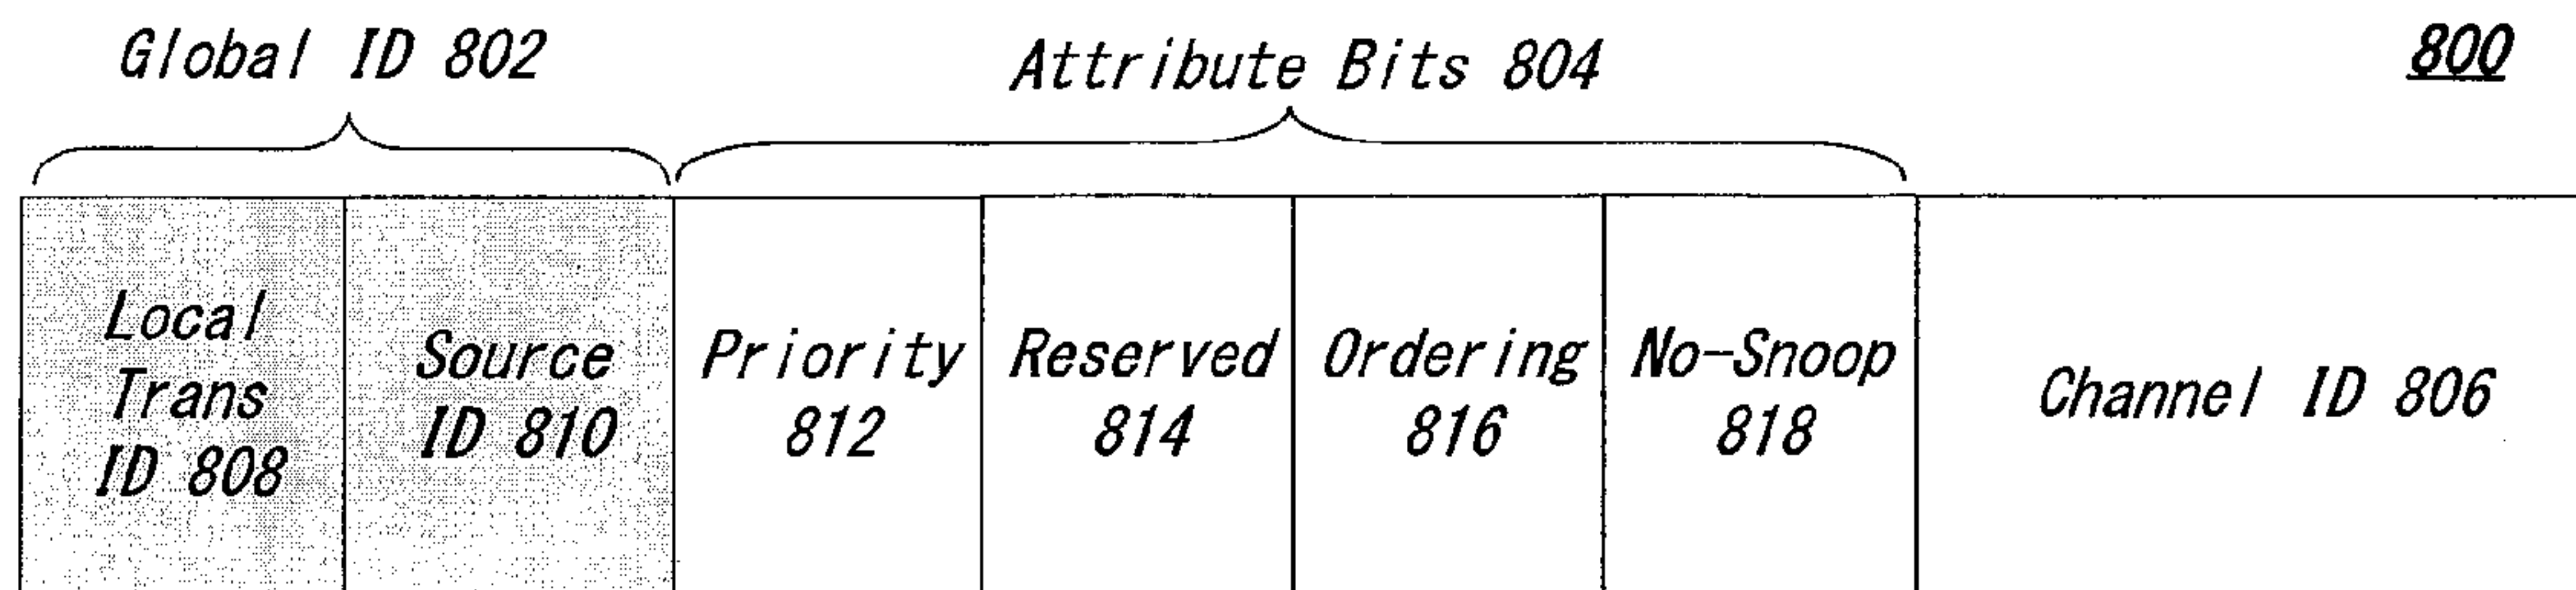 Global ID 802
Attribute Bits 804
800
Local
Trans
ID 808
Source
ID 810
Priority
812
Reserved
814
Ordering
816
No-Snoop
818
Channel ID 806